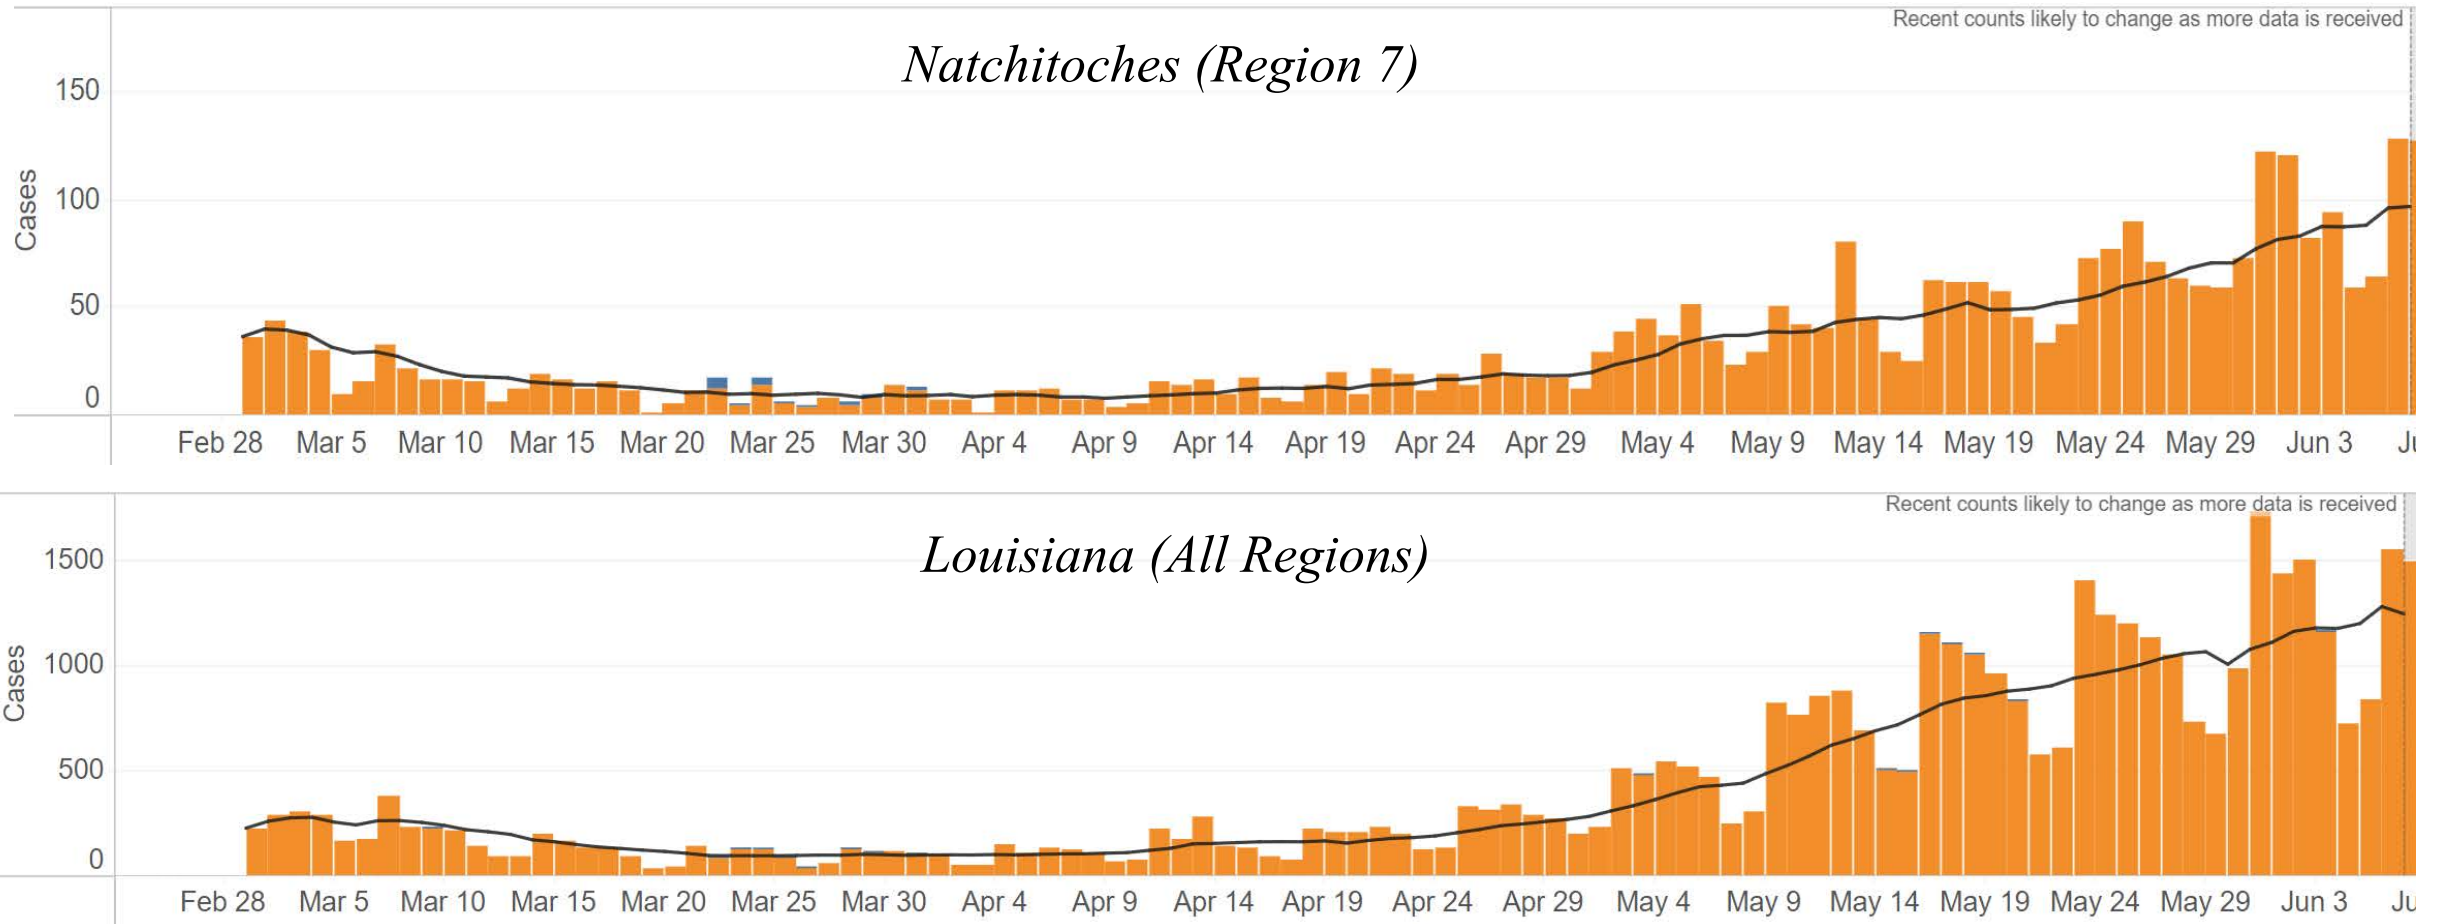 Recent counts likely to change as more data is received
Natchitoches (Region 7)
150
100
50
0
Cases
Feb 28 Mar 5 Mar 10 Mar 15 Mar 20 Mar 25 Mar 30 Apr 4 Apr 9 Apr 14 Apr 19 Apr 24 Apr 29 May 4 May 9 May 14 May 19 May 24 May 29 Jun 3
Recent counts likely to change as more data is received
Louisiana (All Regions)
1500
1000
500
0
Cases
Feb 28 Mar 5 Mar 10 Mar 15 Mar 20 Mar 25 Mar 30 Apr 4 Apr 9 Apr 14 Apr 19 Apr 24 Apr 29 May 4 May 9 May 14 May 19 May 24 May 29 Jun 3 Ju